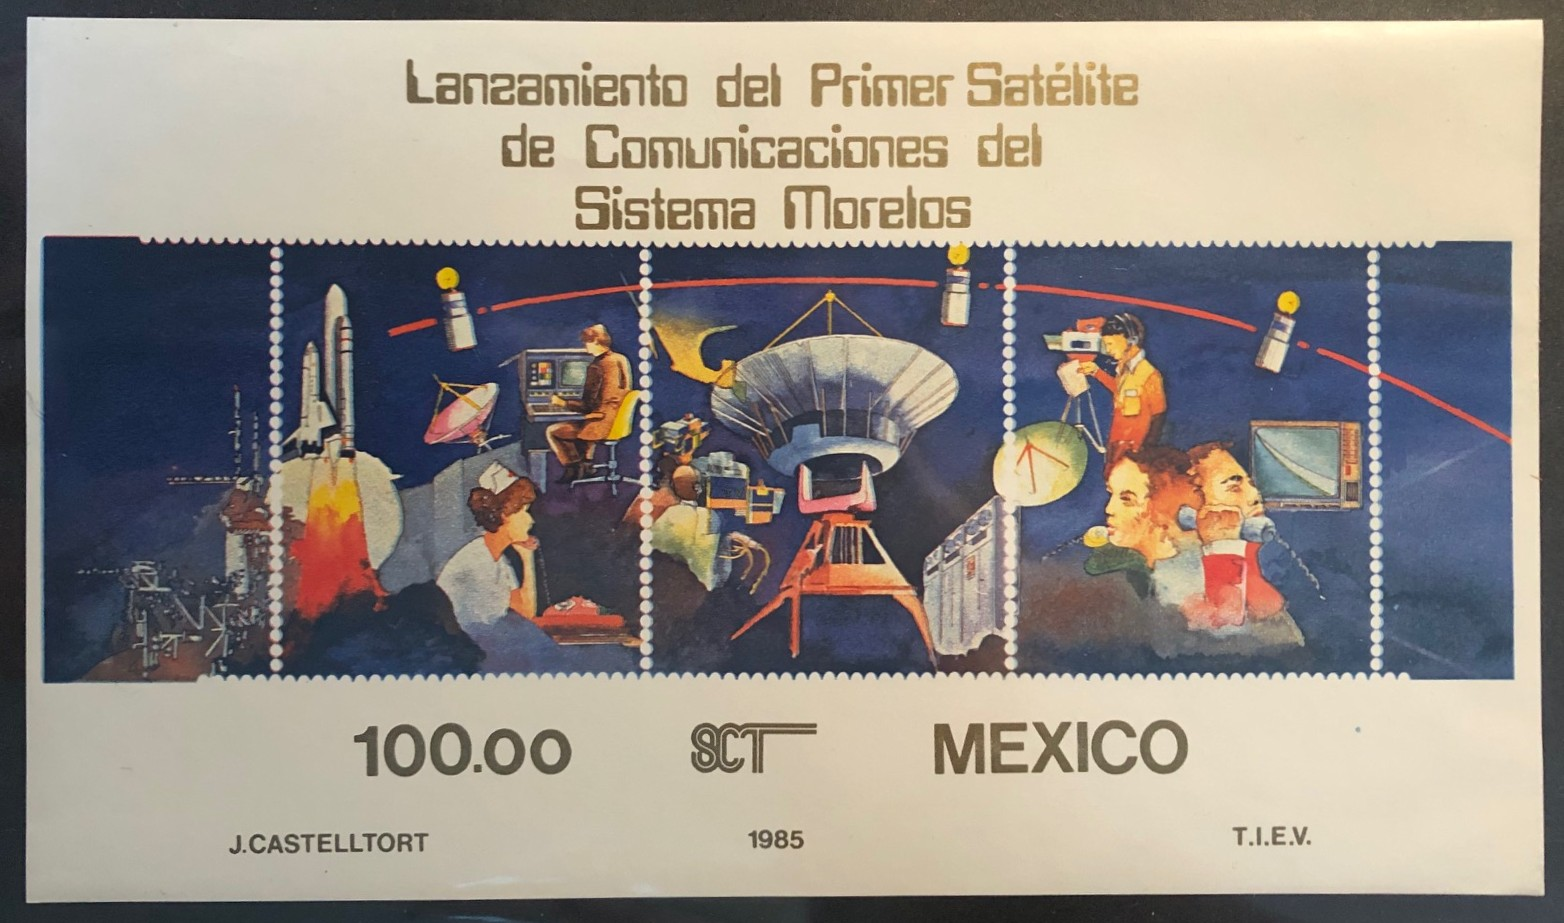 Lanzamiento del Primer Satélite
de Comunicaciones del
Sistema Morelos
100.00 SCT MEXICO
J.CASTELLTORT 1985 T.I.E.V.